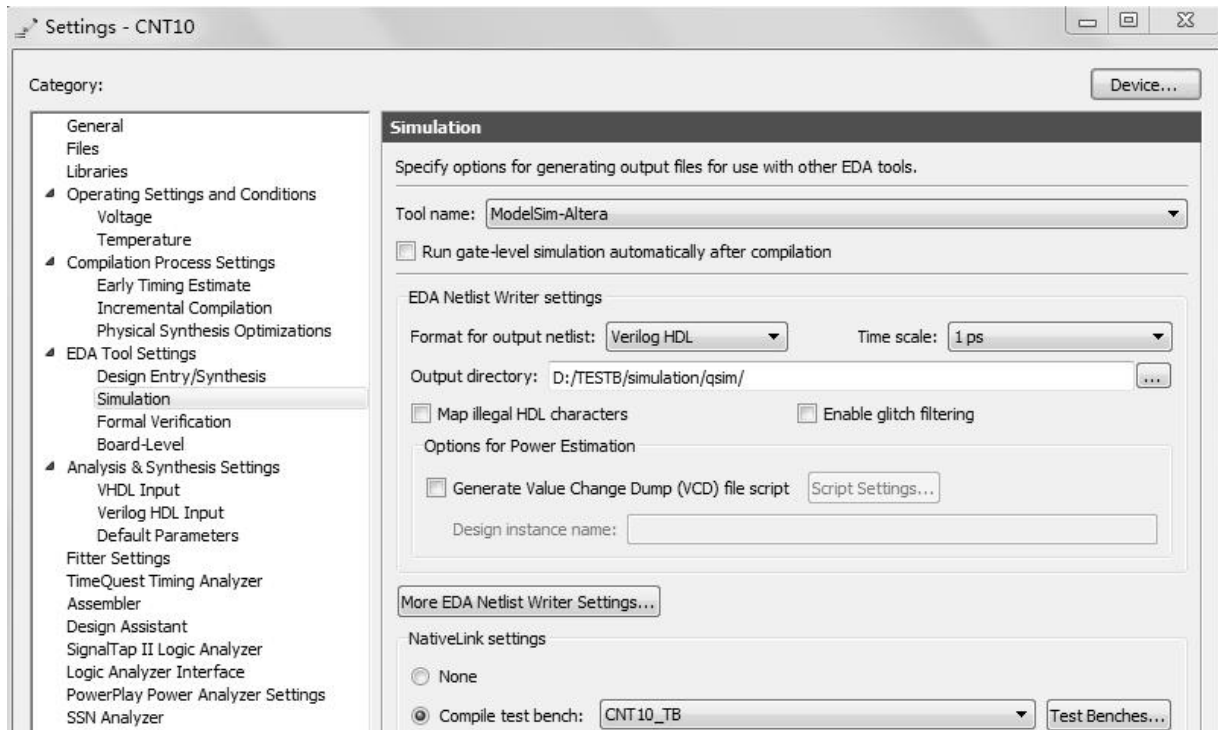 Settings - CNT10
Category:
Device...
General
Files
Libraries
Operating Settings and Conditions
Voltage
Temperature
Compilation Process Settings
Early Timing Estimate
Incremental Compilation
Physical Synthesis Optimizations
EDA Tool Settings
Design Entry/Synthesis
Simulation
Formal Verification
Board-Level
Analysis & Synthesis Settings
VHDL Input
Verilog HDL Input
Default Parameters
Fitter Settings
TimeQuest Timing Analyzer
Assembler
Design Assistant
SignalTap II Logic Analyzer
Logic Analyzer Interface
PowerPlay Power Analyzer Settings
SSN Analyzer
Simulation
Specify options for generating output files for use with other EDA tools.
Tool name: ModelSim-Altera
Run gate-level simulation automatically after compilation
EDA Netlist Writer settings
Format for output netlist: Verilog HDL Time scale: 1 ps
Output directory: D:/TESTB/simulation/qsim/ ...
Map illegal HDL characters Enable glitch filtering
Options for Power Estimation
Generate Value Change Dump (VCD) file script Script Settings...
Design instance name:
More EDA Netlist Writer Settings...
NativeLink settings
None
Compile test bench: CNT10_TB Test Benches...